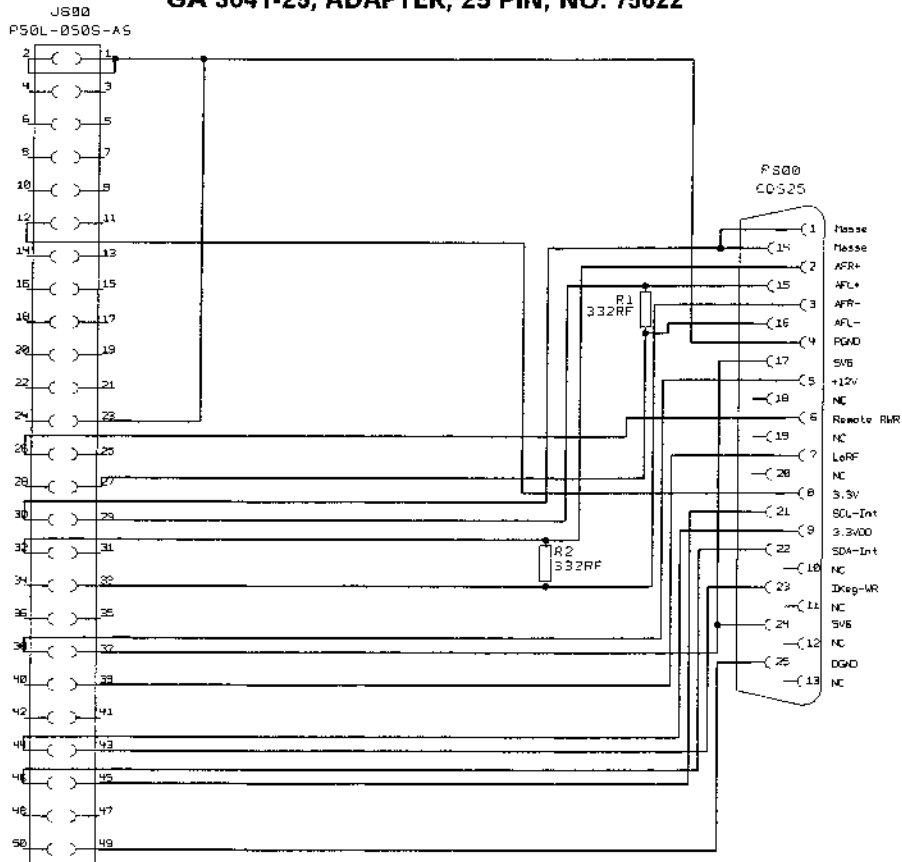 GA 3041-25, ADAPTER, 25 PIN, NO. 75622
JS00
P50L-050S-AS
2 1
4 3
6 5
8 7
10 9
12 11
14 13
16 15
18 17
20 19
22 21
24 23
26 25
28 27
30 29
32 31
34 33
36 35
38 37
40 39
42 41
44 43
46 45
48 47
50 49
R1
332RF
R2
332RF
PS00
CDS25
1 Masse
14 Masse
2 AFR+
15 AFL+
3 AFR-
16 AFL-
4 PGND
17 5V6
5 +12V
18 NC
6 Remote
19 NC
7 LoRF
20 NC
8 3.3V
21 SCL-Int
9 3.3VDD
22 SDA-Int
10 NC
23
11 NC
24 5V6
12 NC
25 DGND
13 NC